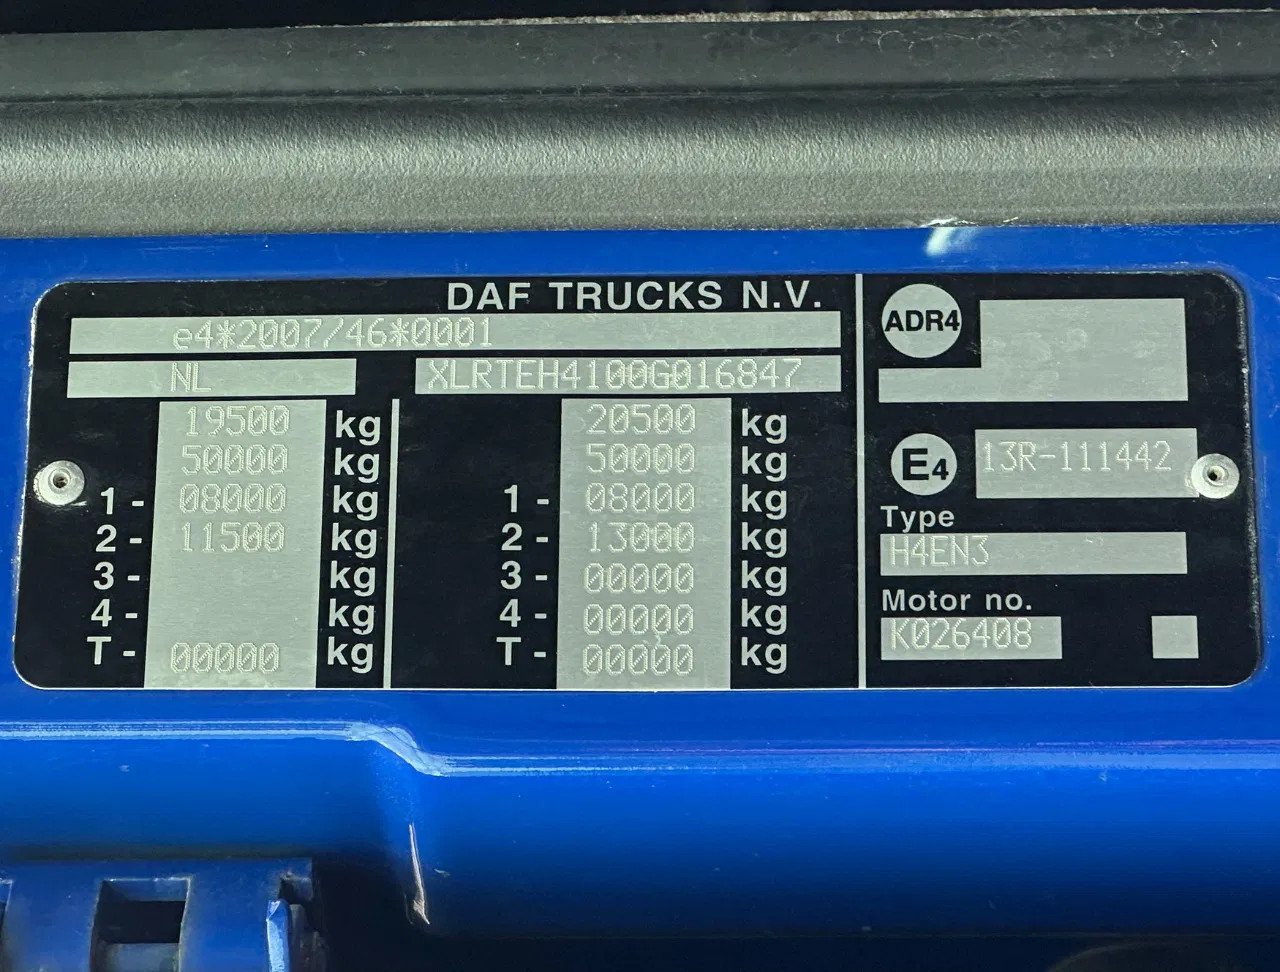 DAF TRUCKS N.V.
e4*2007/46*0001
NL XLRTEH4100G016847
19500 kg 20500 kg
50000 kg 50000 kg
1 - 08000 kg 1 - 08000 kg
2 - 11500 kg 2 - 13000 kg
3 - kg 3 - 00000 kg
4 - kg 4 - 00000 kg
T - 00000 kg T - 00000 kg
ADR4
E4 13R-111442
Type
H4EN3
Motor no.
K026408